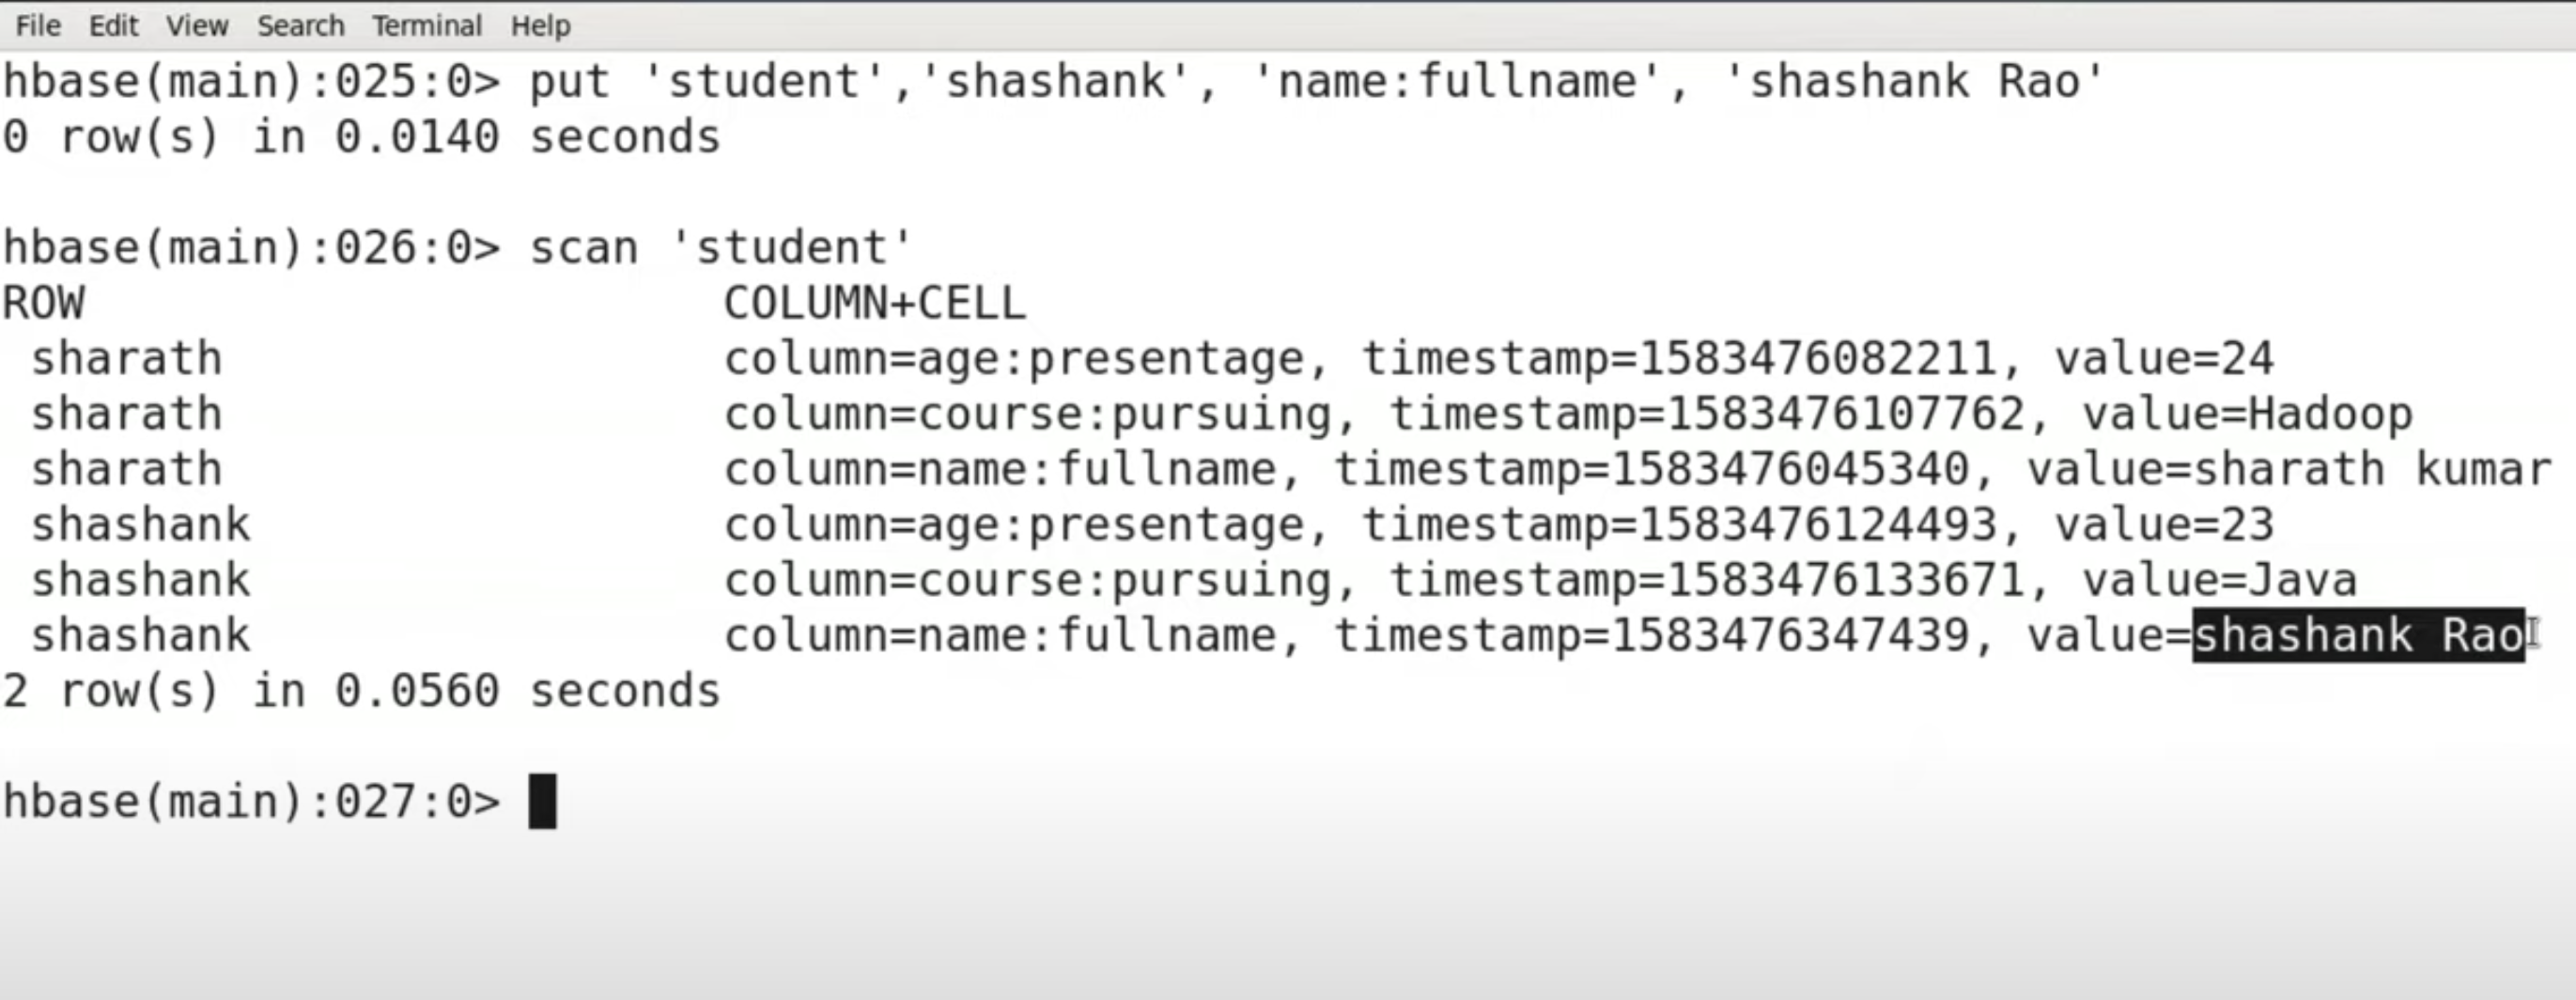 File Edit View Search Terminal Help
hbase(main):025:0> put 'student','shashank', 'name:fullname', 'shashank Rao'
0 row(s) in 0.0140 seconds
hbase(main):026:0> scan 'student'
ROW COLUMN+CELL
sharath column=age:presentage, timestamp=1583476082211, value=24
sharath column=course:pursuing, timestamp=1583476107762, value=Hadoop
sharath column=name:fullname, timestamp=1583476045340, value=sharath kumar
shashank column=age:presentage, timestamp=1583476124493, value=23
shashank column=course:pursuing, timestamp=1583476133671, value=Java
shashank column=name:fullname, timestamp=1583476347439, value=shashank Rao
2 row(s) in 0.0560 seconds
hbase(main):027:0>